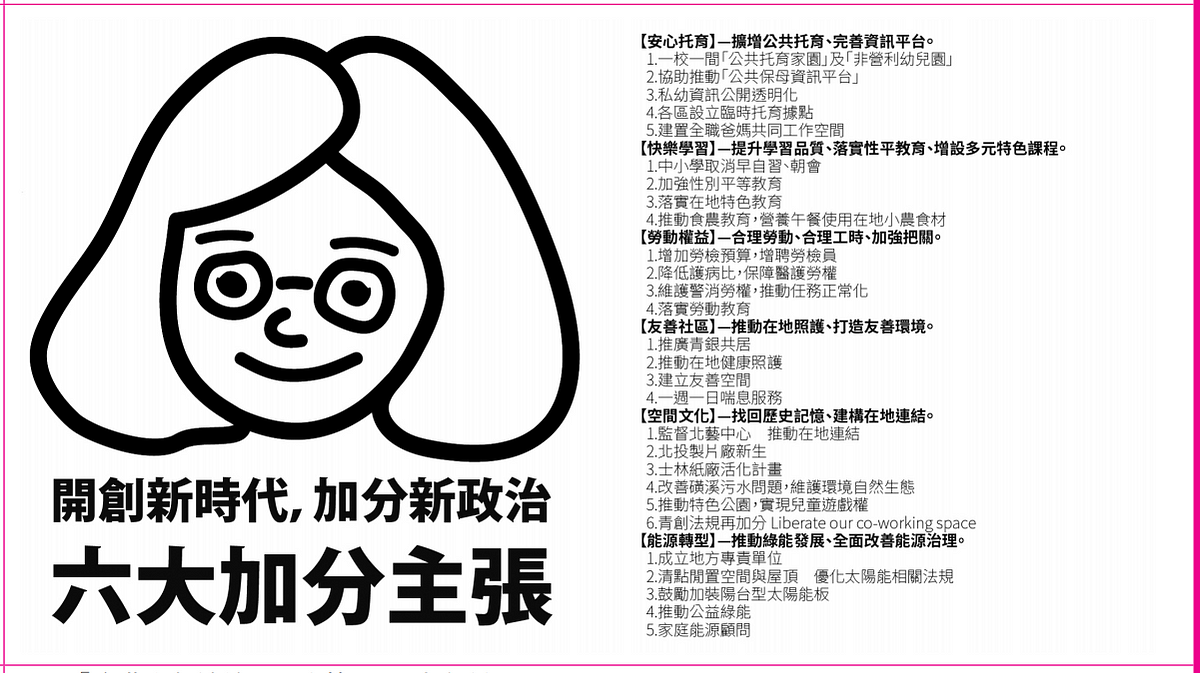 開創新時代, 加分新政治
六大加分主張
【安心托育】—擴增公共托育、完善資訊平台。
1.一校一間「公共托育家園」及「非營利幼兒園」
2.協助推動「公共保母資訊平台」
3.私幼資訊公開透明化
4.各區設立臨時托育據點
5.建置全職爸媽共同工作空間
【快樂學習】—提升學習品質、落實性平教育、增設多元特色課程。
1.中小學取消早自習、朝會
2.加強性別平等教育
3.落實在地特色教育
4.推動食農教育，營養午餐使用在地小農食材
【勞動權益】—合理勞動、合理工時、加強把關。
1.增加勞檢預算，增聘勞檢員
2.降低護病比，保障醫護勞權
3.維護警消勞權，推動任務正常化
4.落實勞動教育
【友善社區】—推動在地照護、打造友善環境。
1.推廣青銀共居
2.推動在地健康照護
3.建立友善空間
4.一週一日喘息服務
【空間文化】—找回歷史記憶、建構在地連結。
1.監督北藝中心　推動在地連結
2.北投製片廠新生
3.士林紙廠活化計畫
4.改善磺溪污水問題，維護環境自然生態
5.推動特色公園，實現兒童遊戲權
6.青創法規再加分 Liberate our co-working space
【能源轉型】—推動綠能發展、全面改善能源治理。
1.成立地方專責單位
2.清點閒置空間與屋頂　優化太陽能相關法規
3.鼓勵加裝陽台型太陽能板
4.推動公益綠能
5.家庭能源顧問